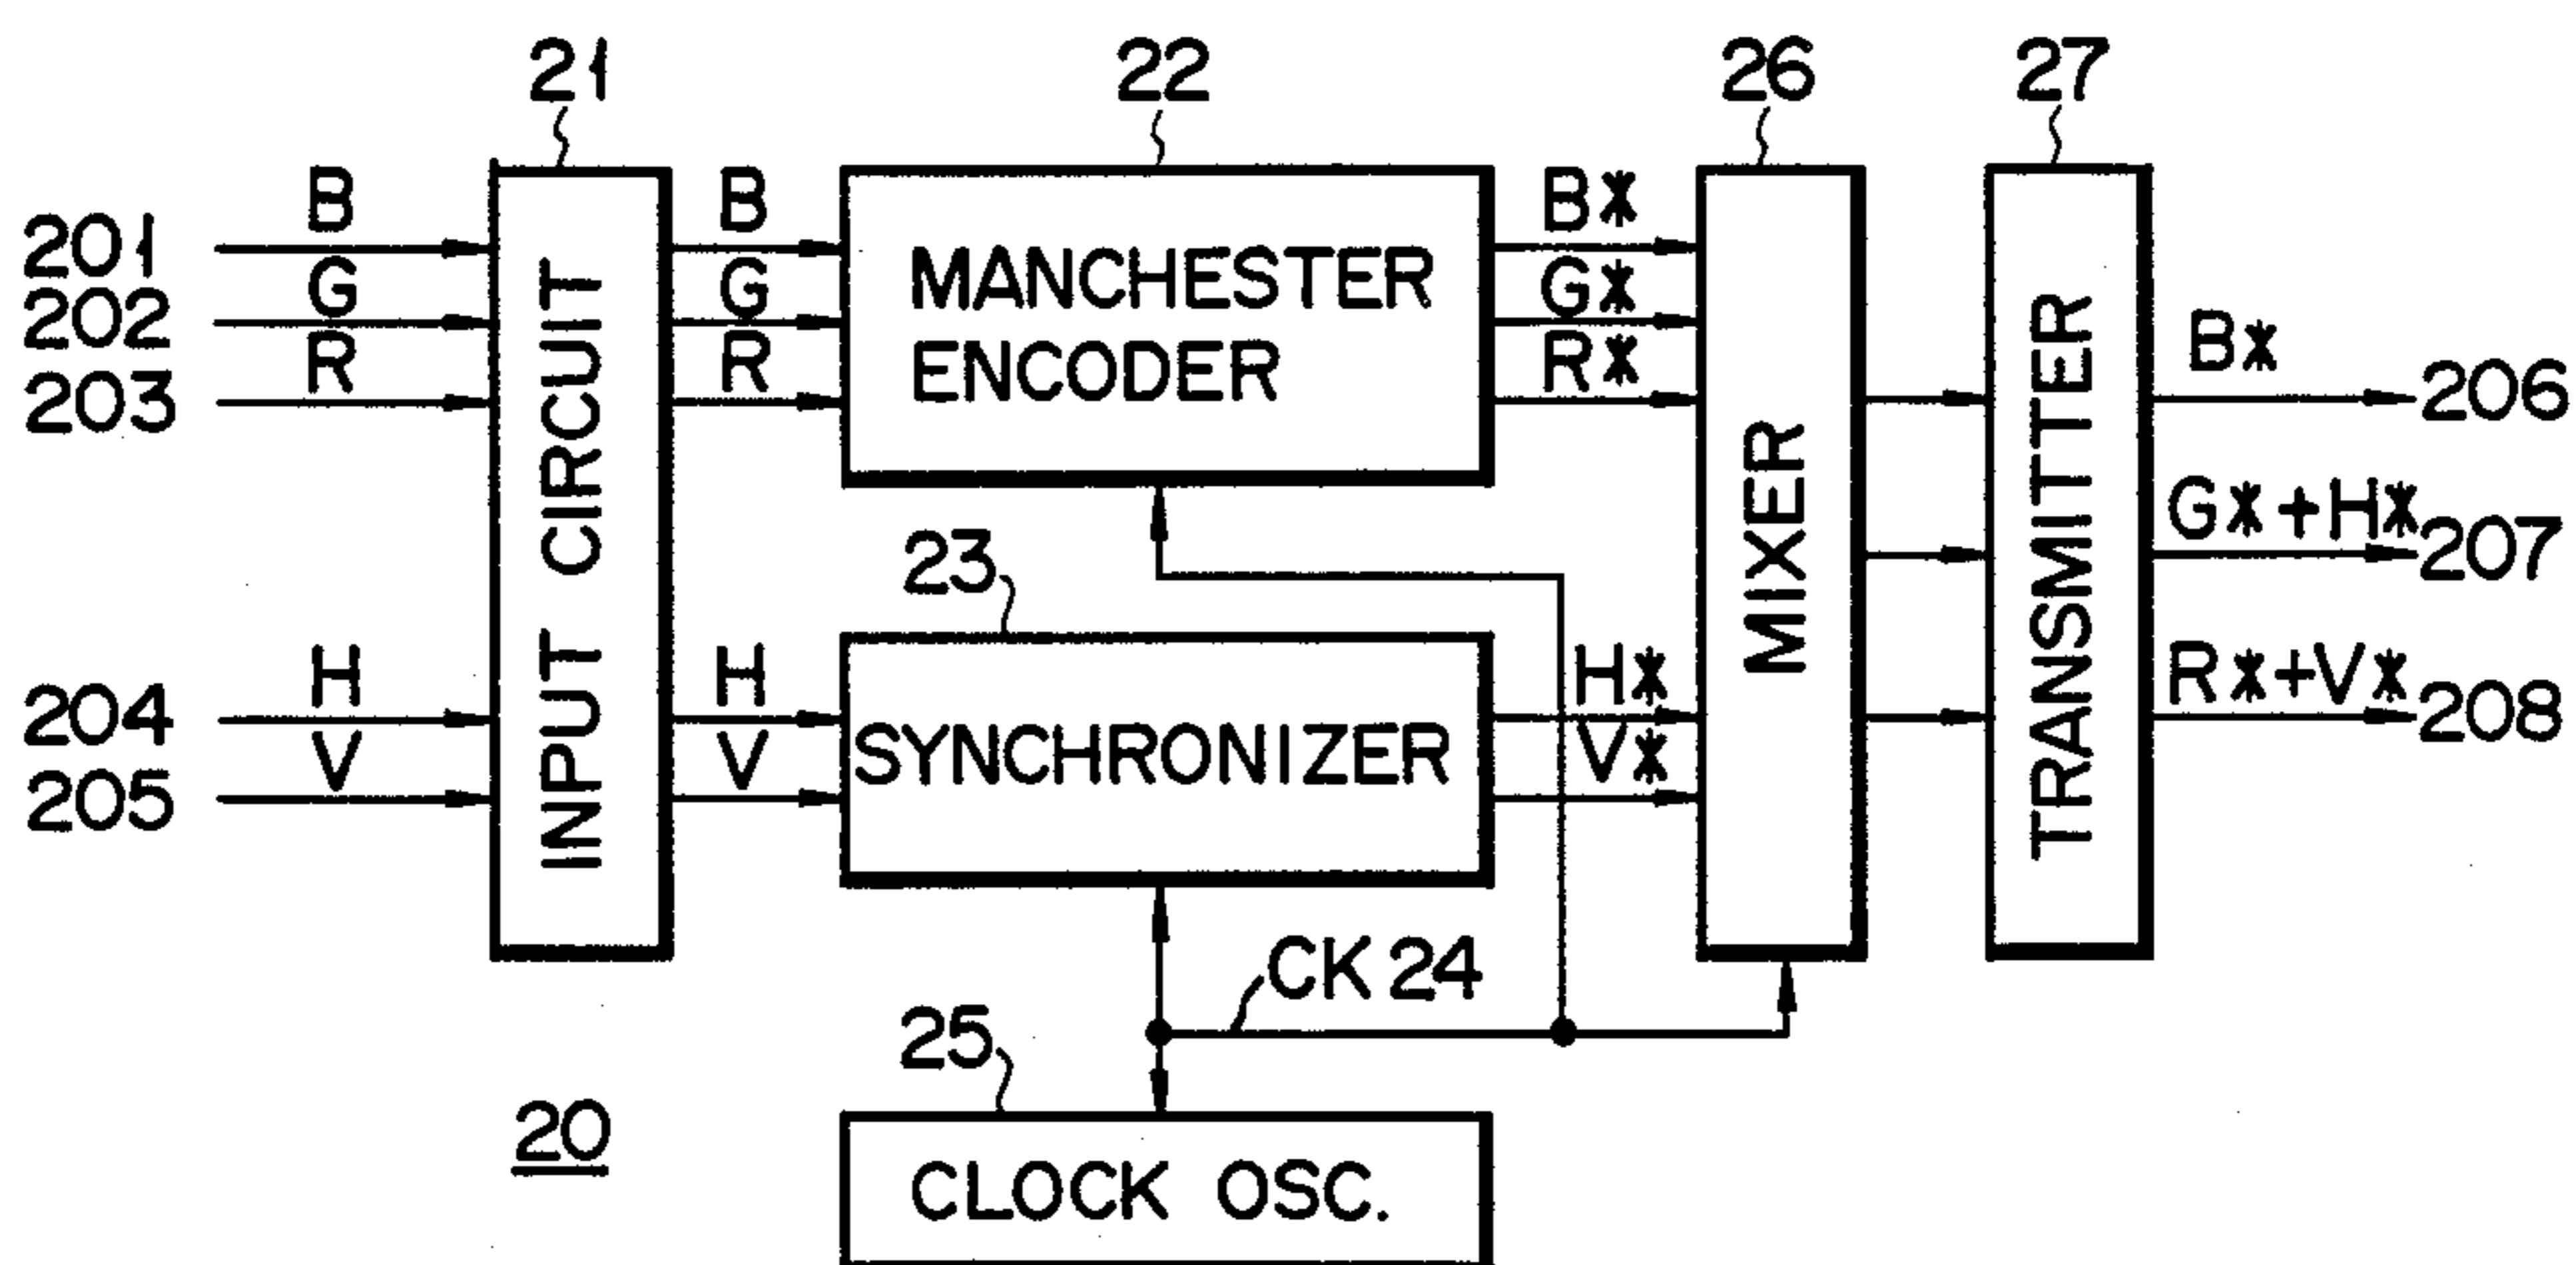 21
22
26
27
201
B
B
B*
202
G
G
G*
203
R
R
R*
INPUT CIRCUIT
MANCHESTER
ENCODER
MIXER
TRANSMITTER
B*
206
G*+H*
207
R*+V*
208
23
204
H
H
H*
205
V
V
V*
SYNCHRONIZER
CK 24
25
20
CLOCK OSC.